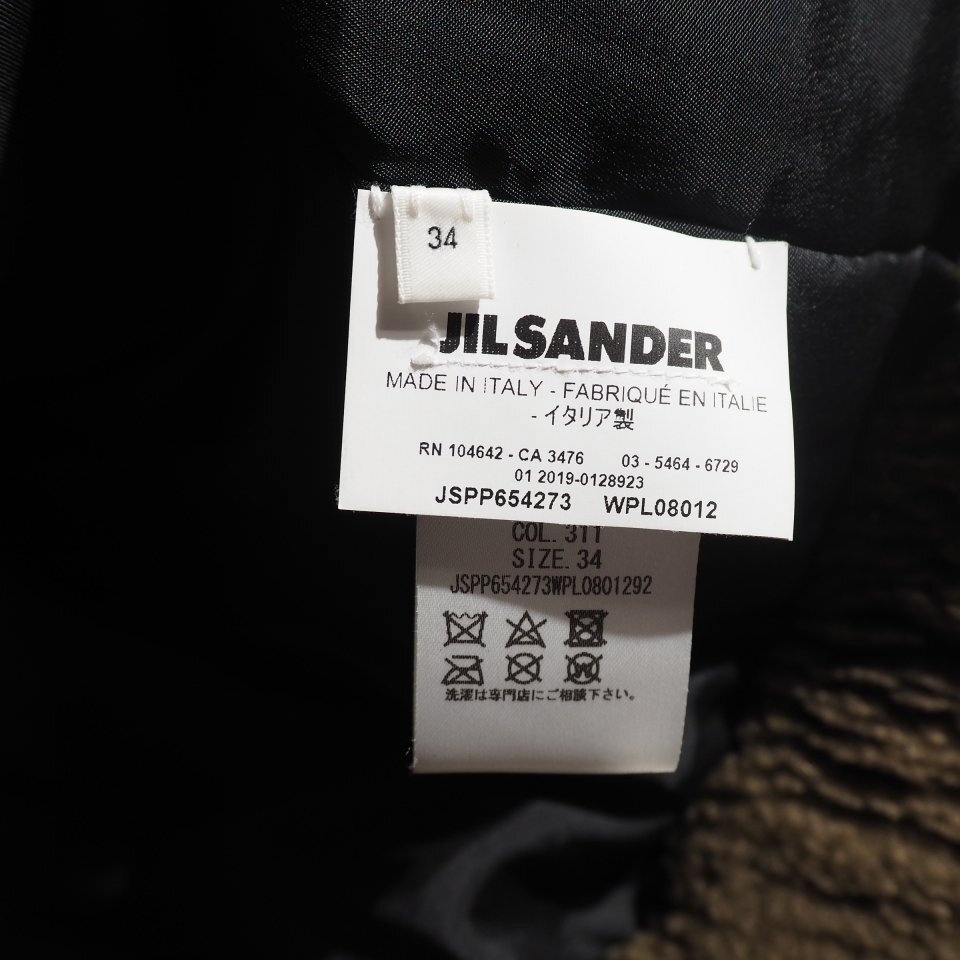 34
JIL SANDER
MADE IN ITALY - FABRIQUÉ EN ITALIE
- イタリア製
RN 104642 - CA 3476 03 - 5464 - 6729
01 2019-0128923
JSPP654273 WPL08012
COL. 311
SIZE. 34
JSPP654273WPL0801292
洗濯は専門店にご相談下さい。